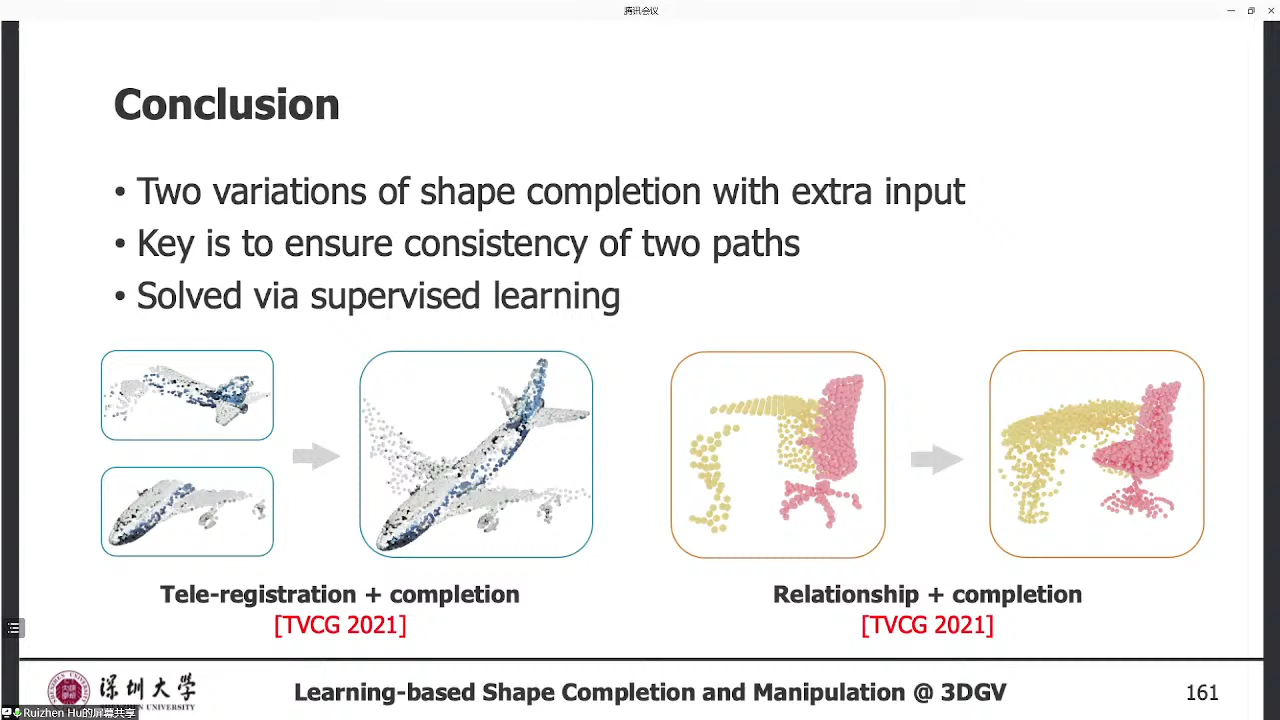 腾讯会议
Conclusion
• Two variations of shape completion with extra input
• Key is to ensure consistency of two paths
• Solved via supervised learning
Tele-registration + completion
[TVCG 2021]
Relationship + completion
[TVCG 2021]
深圳大学
SHENZHEN UNIVERSITY
Learning-based Shape Completion and Manipulation @ 3DGV
161
Ruizhen Hu的屏幕共享